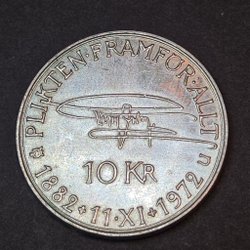 PLIKTEN·FRAMFÖR·ALLT
10 KR
U 1882 + 11·XI + 1972 U